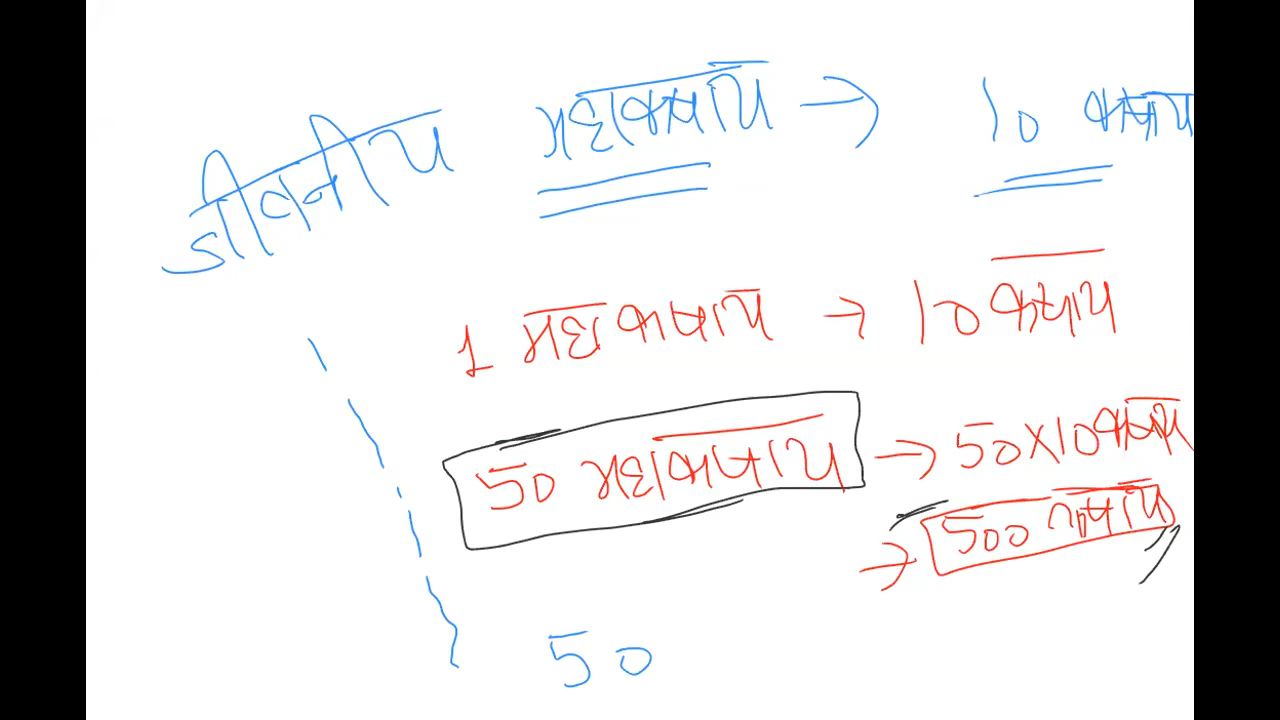 जीवनीय महाकषाय → 10 कषाय
1 महाकषाय → 10 कषाय
50 महाकषाय → 50×10 कषाय
→ 500 कषाय
50